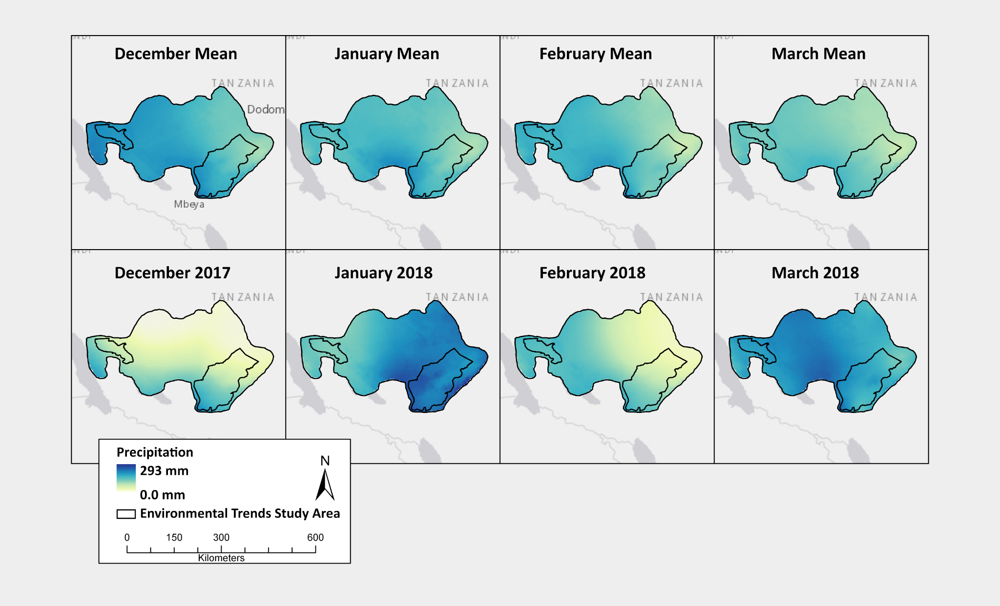 December Mean
January Mean
February Mean
March Mean
TANZANIA
TANZANIA
TANZANIA
TANZANIA
Dodom
Mbeya
December 2017
January 2018
February 2018
March 2018
TANZANIA
TANZANIA
TANZANIA
TANZANIA
Precipitation
293 mm
0.0 mm
N
Environmental Trends Study Area
0 150 300 600
Kilometers